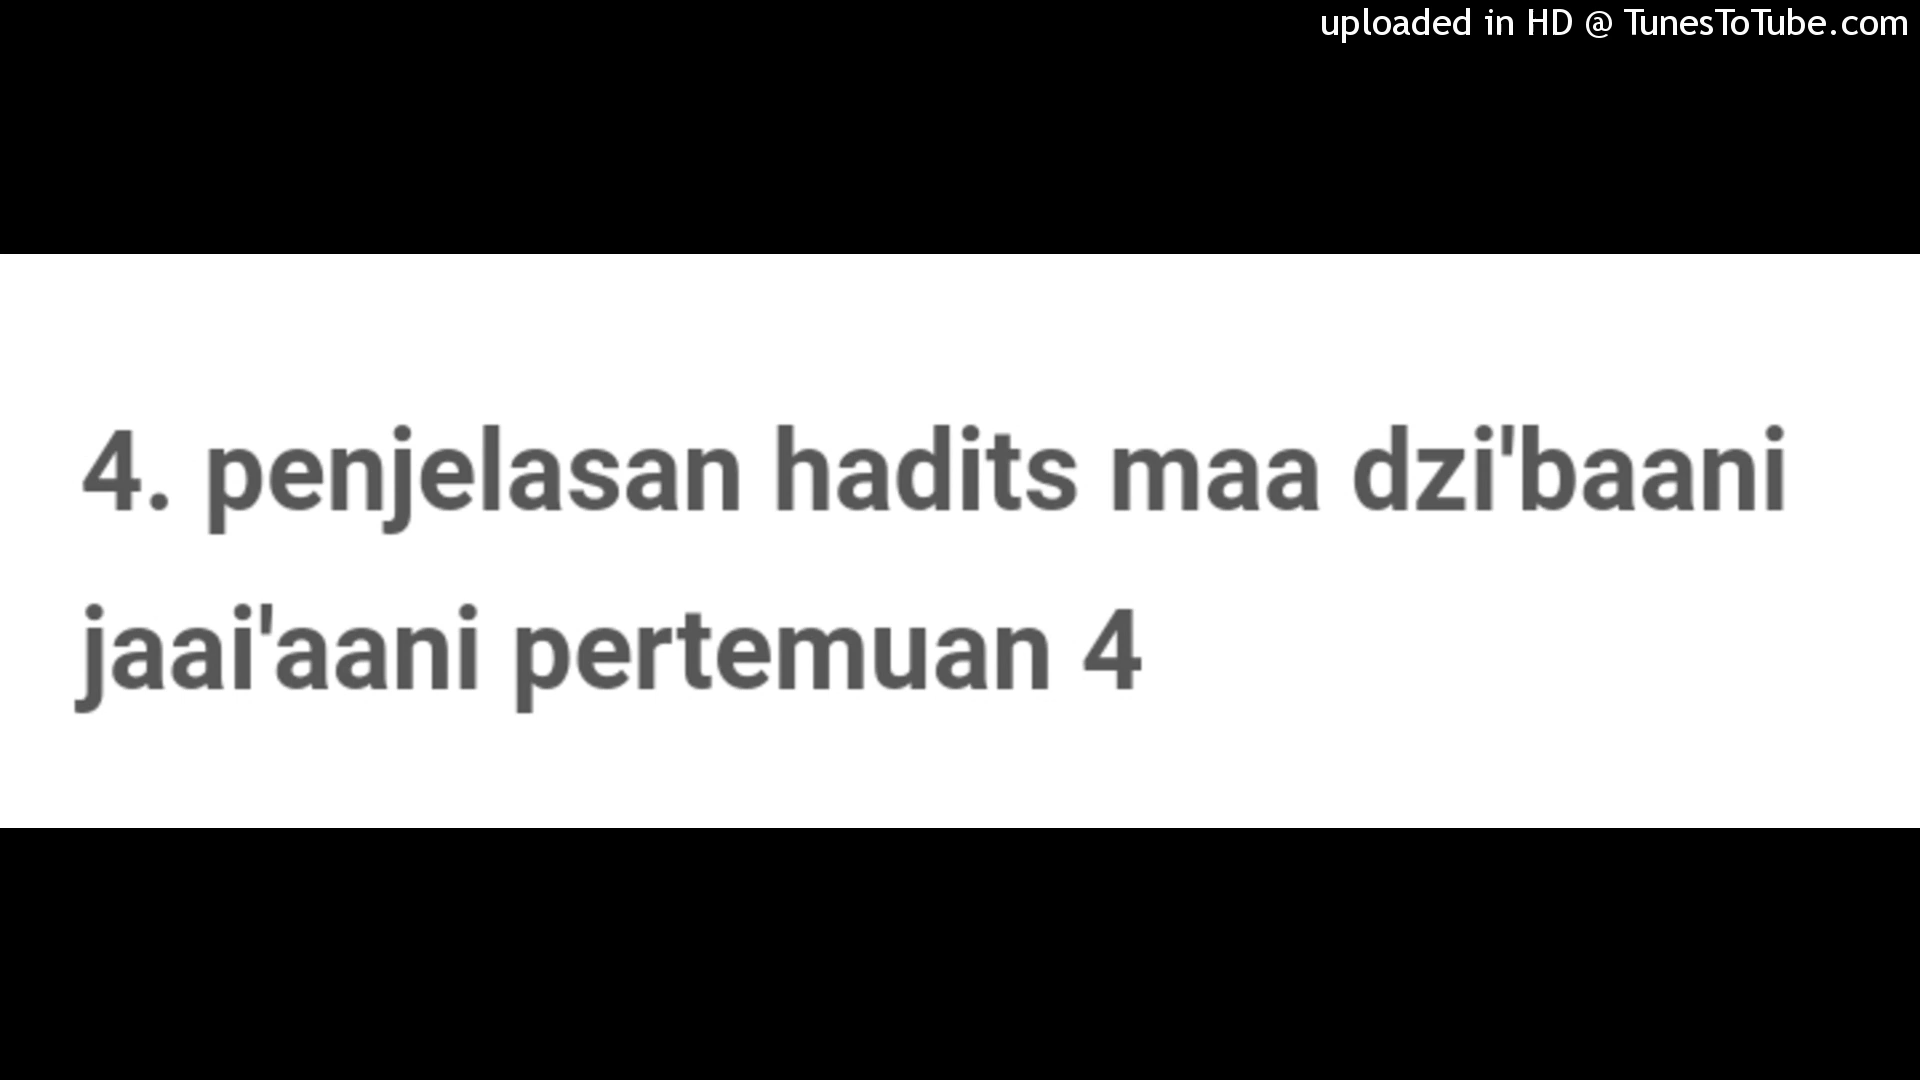 uploaded in HD @ TunesToTube.com
4. penjelasan hadits maa dzi'baani
jaai'aani pertemuan 4